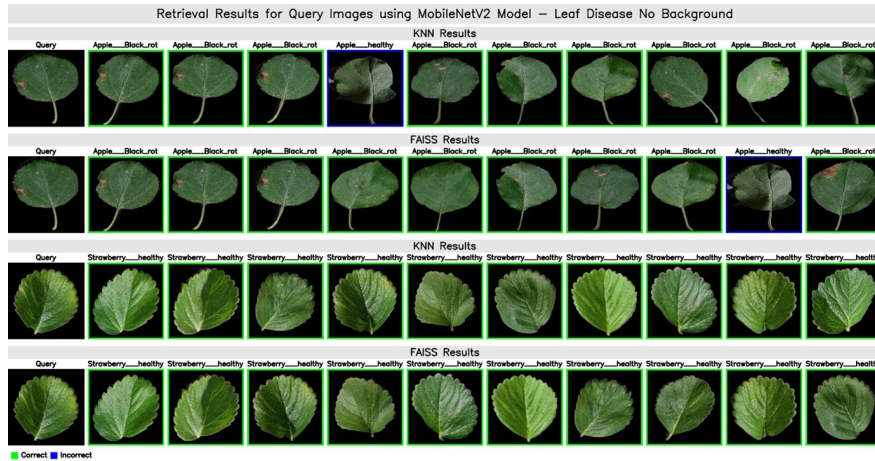 Retrieval Results for Query Images using MobileNetV2 Model – Leaf Disease No Background
KNN Results
Query Apple___Black_rot Apple___Black_rot Apple___Black_rot Apple___healthy Apple___Black_rot Apple___Black_rot Apple___Black_rot Apple___Black_rot Apple___Black_rot Apple___Black_rot
FAISS Results
Query Apple___Black_rot Apple___Black_rot Apple___Black_rot Apple___Black_rot Apple___Black_rot Apple___Black_rot Apple___Black_rot Apple___Black_rot Apple___healthy Apple___Black_rot
KNN Results
Query Strawberry___healthy Strawberry___healthy Strawberry___healthy Strawberry___healthy Strawberry___healthy Strawberry___healthy Strawberry___healthy Strawberry___healthy Strawberry___healthy Strawberry___healt
FAISS Results
Query Strawberry___healthy Strawberry___healthy Strawberry___healthy Strawberry___healthy Strawberry___healthy Strawberry___healthy Strawberry___healthy Strawberry___healthy Strawberry___healthy Strawberry___healt
Correct Incorrect